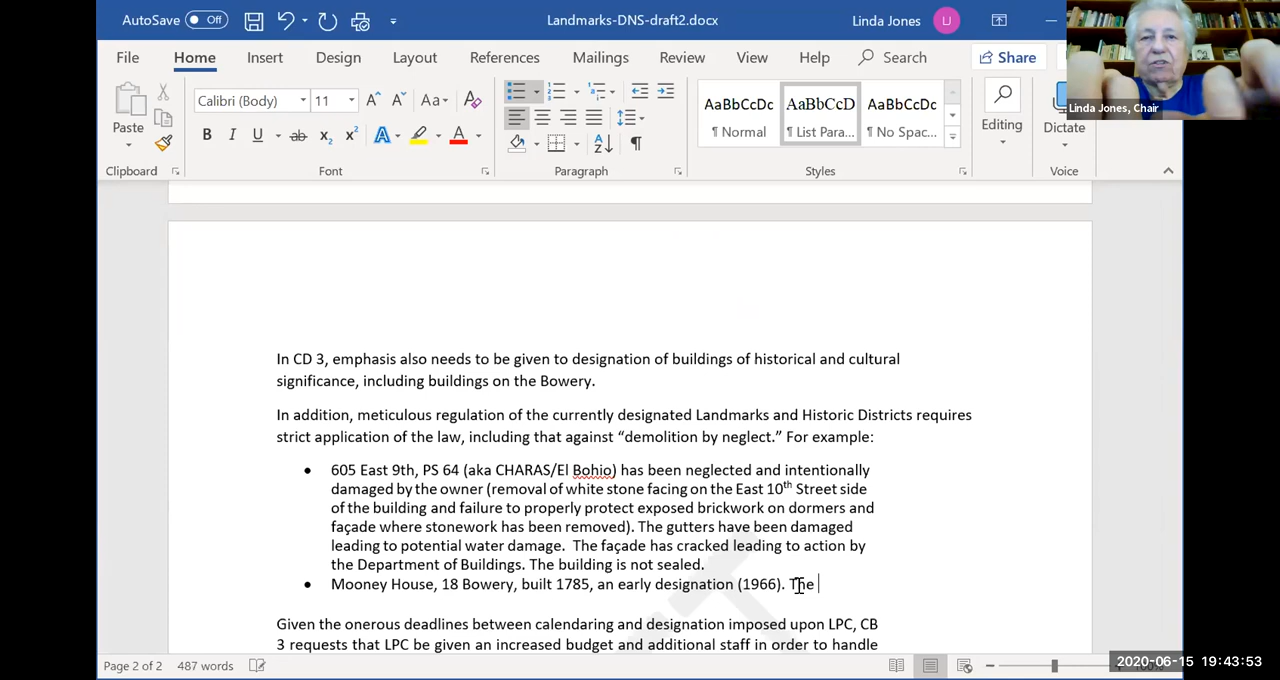 AutoSave Off
Landmarks-DNS-draft2.docx
Linda Jones LJ
File Home Insert Design Layout References Mailings Review View Help Search Share
Linda Jones, Chair
Paste
Calibri (Body) 11
AaBbCcDc AaBbCcD AaBbCcDc
¶ Normal ¶ List Para... ¶ No Spac...
Editing
Dictate
Clipboard Font Paragraph Styles Voice
In CD 3, emphasis also needs to be given to designation of buildings of historical and cultural
significance, including buildings on the Bowery.
In addition, meticulous regulation of the currently designated Landmarks and Historic Districts requires
strict application of the law, including that against “demolition by neglect.” For example:
• 605 East 9th, PS 64 (aka CHARAS/El Bohio) has been neglected and intentionally
damaged by the owner (removal of white stone facing on the East 10th Street side
of the building and failure to properly protect exposed brickwork on dormers and
façade where stonework has been removed). The gutters have been damaged
leading to potential water damage.  The façade has cracked leading to action by
the Department of Buildings. The building is not sealed.
• Mooney House, 18 Bowery, built 1785, an early designation (1966). The
Given the onerous deadlines between calendaring and designation imposed upon LPC, CB
3 requests that LPC be given an increased budget and additional staff in order to handle
Page 2 of 2 487 words
2020-06-15 19:43:53